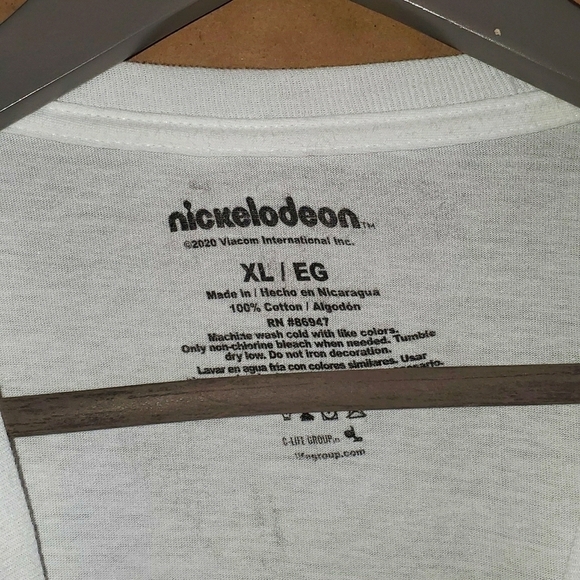 nickelodeon™
©2020 Viacom International Inc.
XL / EG
Made in / Hecho en Nicaragua
100% Cotton / Algodón
RN #86947
Machine wash cold with like colors.
Only non-chlorine bleach when needed. Tumble
dry low. Do not iron decoration.
Lavar en agua fria con colores similares. Usar
C-LIFE GROUP
lifegroup.com